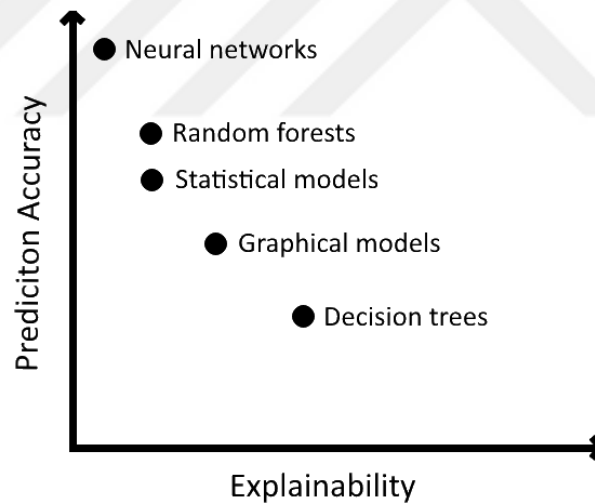 Prediciton Accuracy
Neural networks
Random forests
Statistical models
Graphical models
Decision trees
Explainability